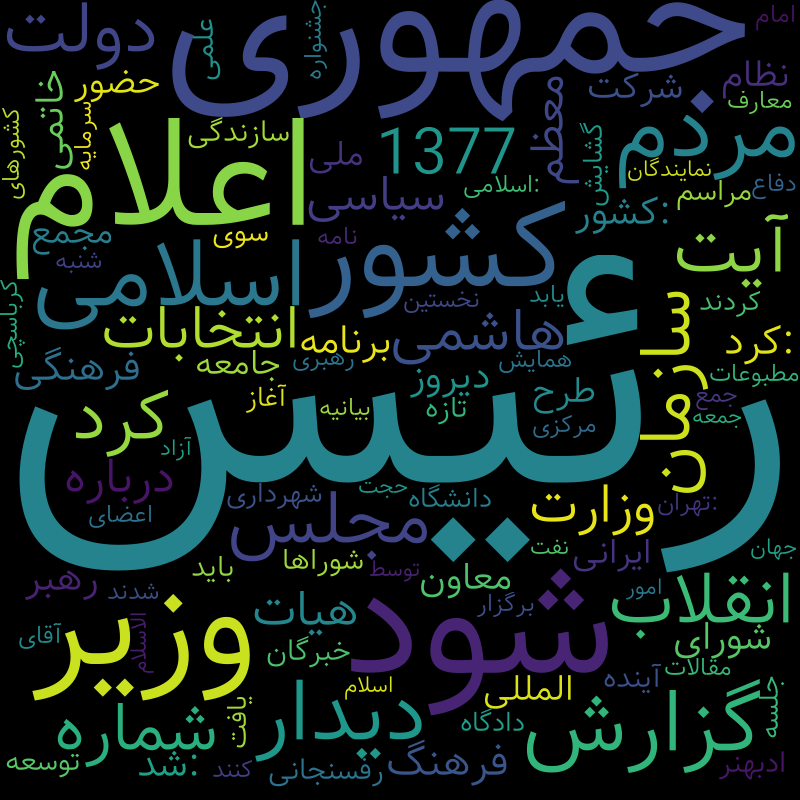 امام
جمهوری
دولت
علمی
جشنواره
نظام
شرکت
حضور
خاتمی
معارف
سرمایه
معظم
مردم
کشورهای
سازندگی
1377
اعلام
ملی
گشایش
نمایندگان
اسلامی:
دفاع
مراسم
سیاسی
کشور:
کشور
سوی
نامه
مجمع
آیت
شنبه
اسلامی
کرباسچی
نخستین
یابد
کردند
سازمان
انتخابات
هاشمی
برنامه
کرد:
جامعه
رهبری
همایش
فرهنگی
مطبوعات
دیروز
طرح
آغاز
جمع
کرد
بیانیه
تازه
جمعه
مرکزی
رئیس
آزاد
درباره
حجت
شهرداری
دانشگاه
وزارت
تهران:
اعضای
مجلس
نفت
جهان
ایرانی
شوراها
باید
توسط
معاون
رهبر
شدند
امور
انقلاب
برگزار
شود
وزیر
هیات
الاسلام
آقای
شورای
خبرگان
مقالات
آینده
اسلام
المللی
جلسه
دیدار
گزارش
یافت
شماره
دادگاه
توسعه
شد:
کنند
رفسنجانی
فرهنگ
ادبهنر